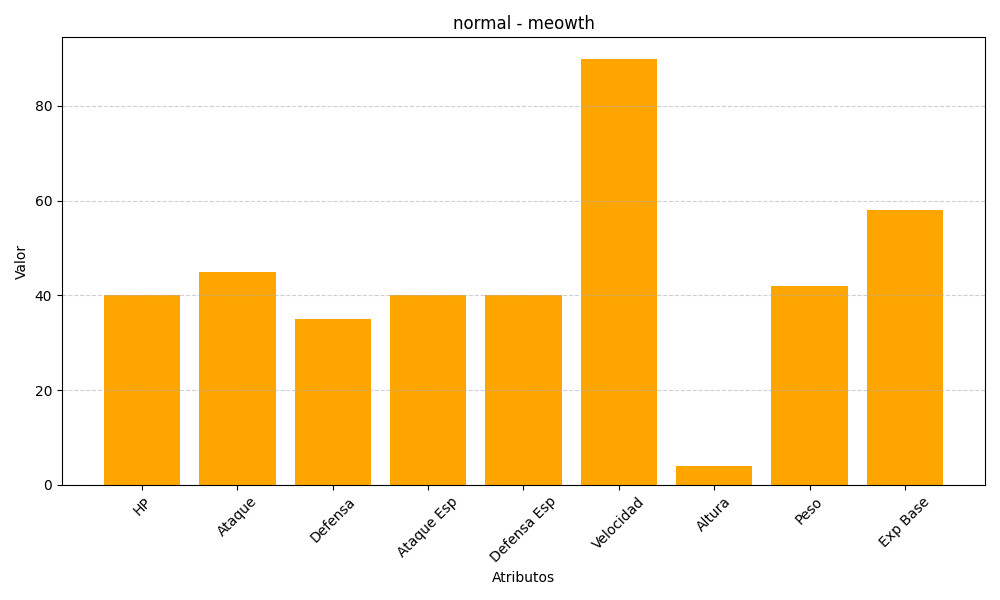 normal - meowth
Valor
80
60
40
20
0
HP
Ataque
Defensa
Ataque Esp
Defensa Esp
Velocidad
Altura
Peso
Exp Base
Atributos